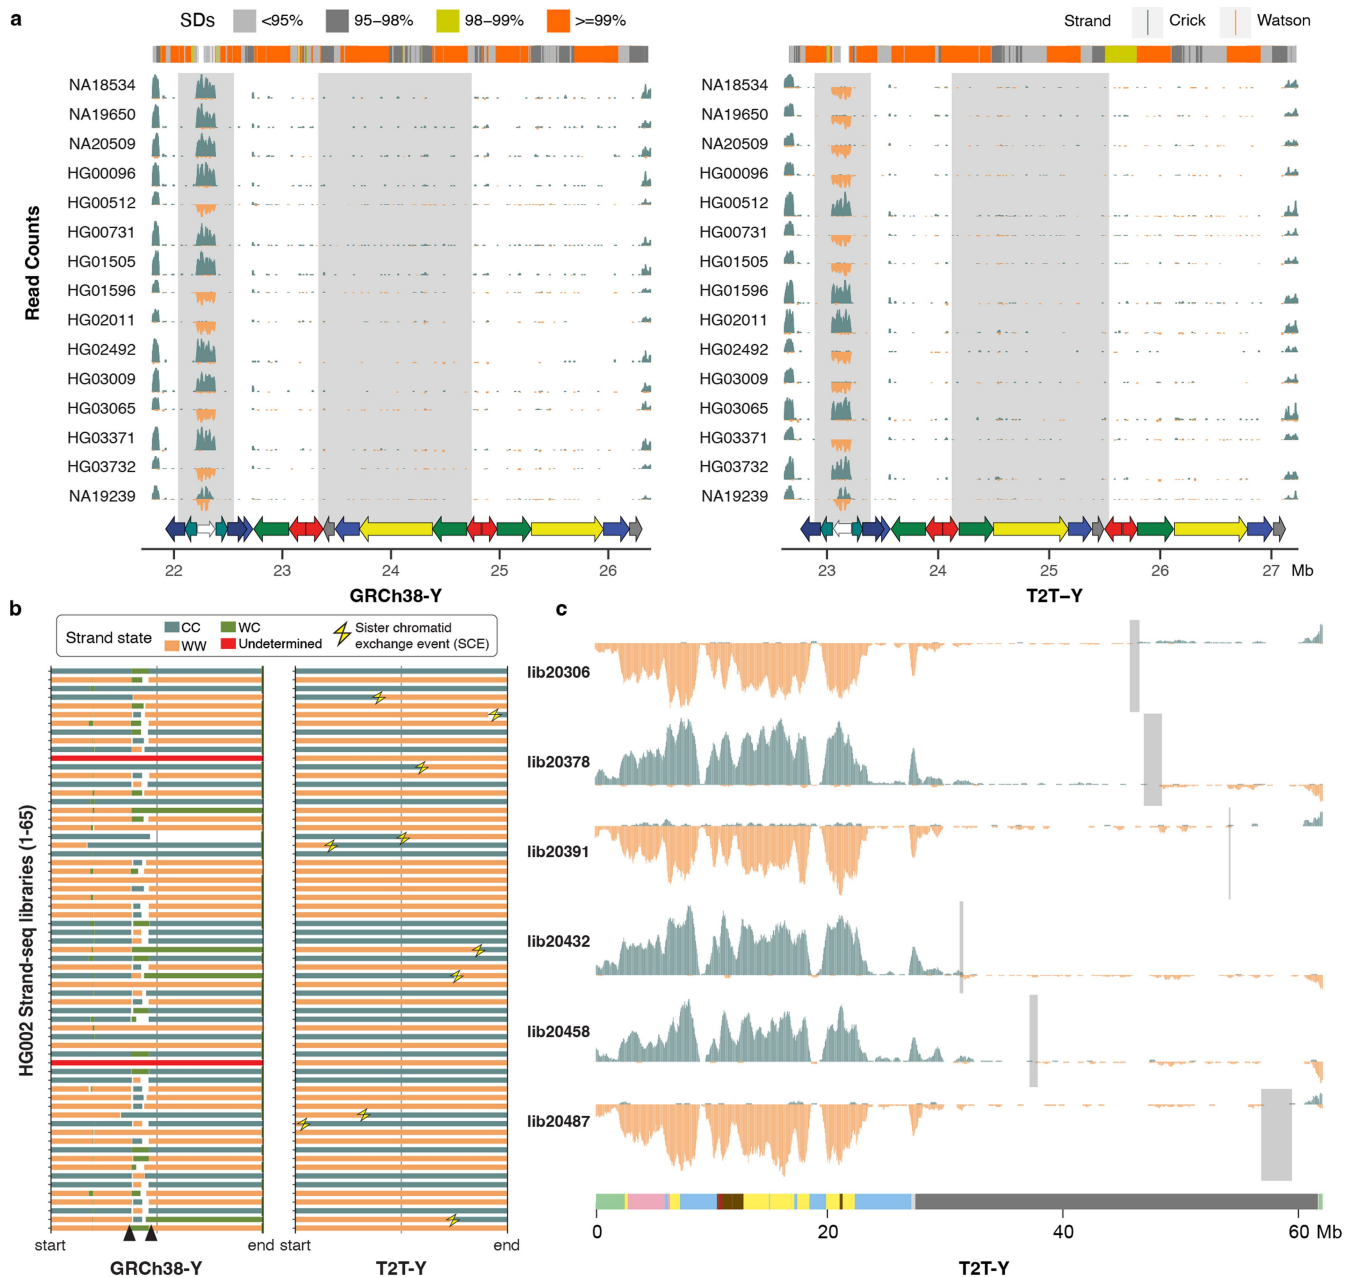 a
SDs <95% 95–98% 98–99% >=99%
Strand Crick Watson
Read Counts
NA18534
NA19650
NA20509
HG00096
HG00512
HG00731
HG01505
HG01596
HG02011
HG02492
HG03009
HG03065
HG03371
HG03732
NA19239
22 23 24 25 26
GRCh38-Y
NA18534
NA19650
NA20509
HG00096
HG00512
HG00731
HG01505
HG01596
HG02011
HG02492
HG03009
HG03065
HG03371
HG03732
NA19239
23 24 25 26 27 Mb
T2T–Y
b
Strand state CC WC
WW Undetermined
Sister chromatid
exchange event (SCE)
HG002 Strand-seq libraries (1-65)
start end
GRCh38-Y
start end
T2T-Y
c
lib20306
lib20378
lib20391
lib20432
lib20458
lib20487
0 20 40 60 Mb
T2T-Y